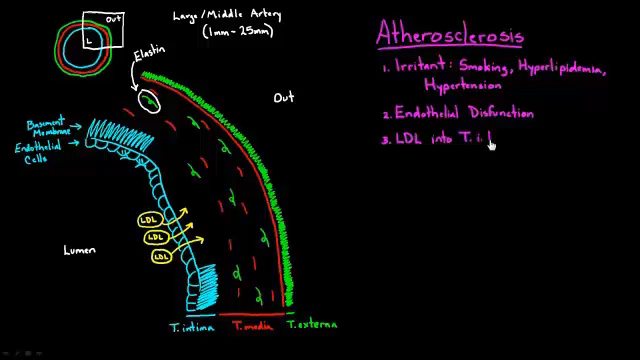 Out
L
Large/Middle Artery
(1mm - 25mm)
Elastin
Out
Basement
Membrane
Endothelial
Cells
LDL
LDL
LDL
Lumen
T. intima
T. media
T. externa
Atherosclerosis
1. Irritant: Smoking, Hyperlipidemia,
Hypertension
2. Endothelial Disfunction
3. LDL into T. i